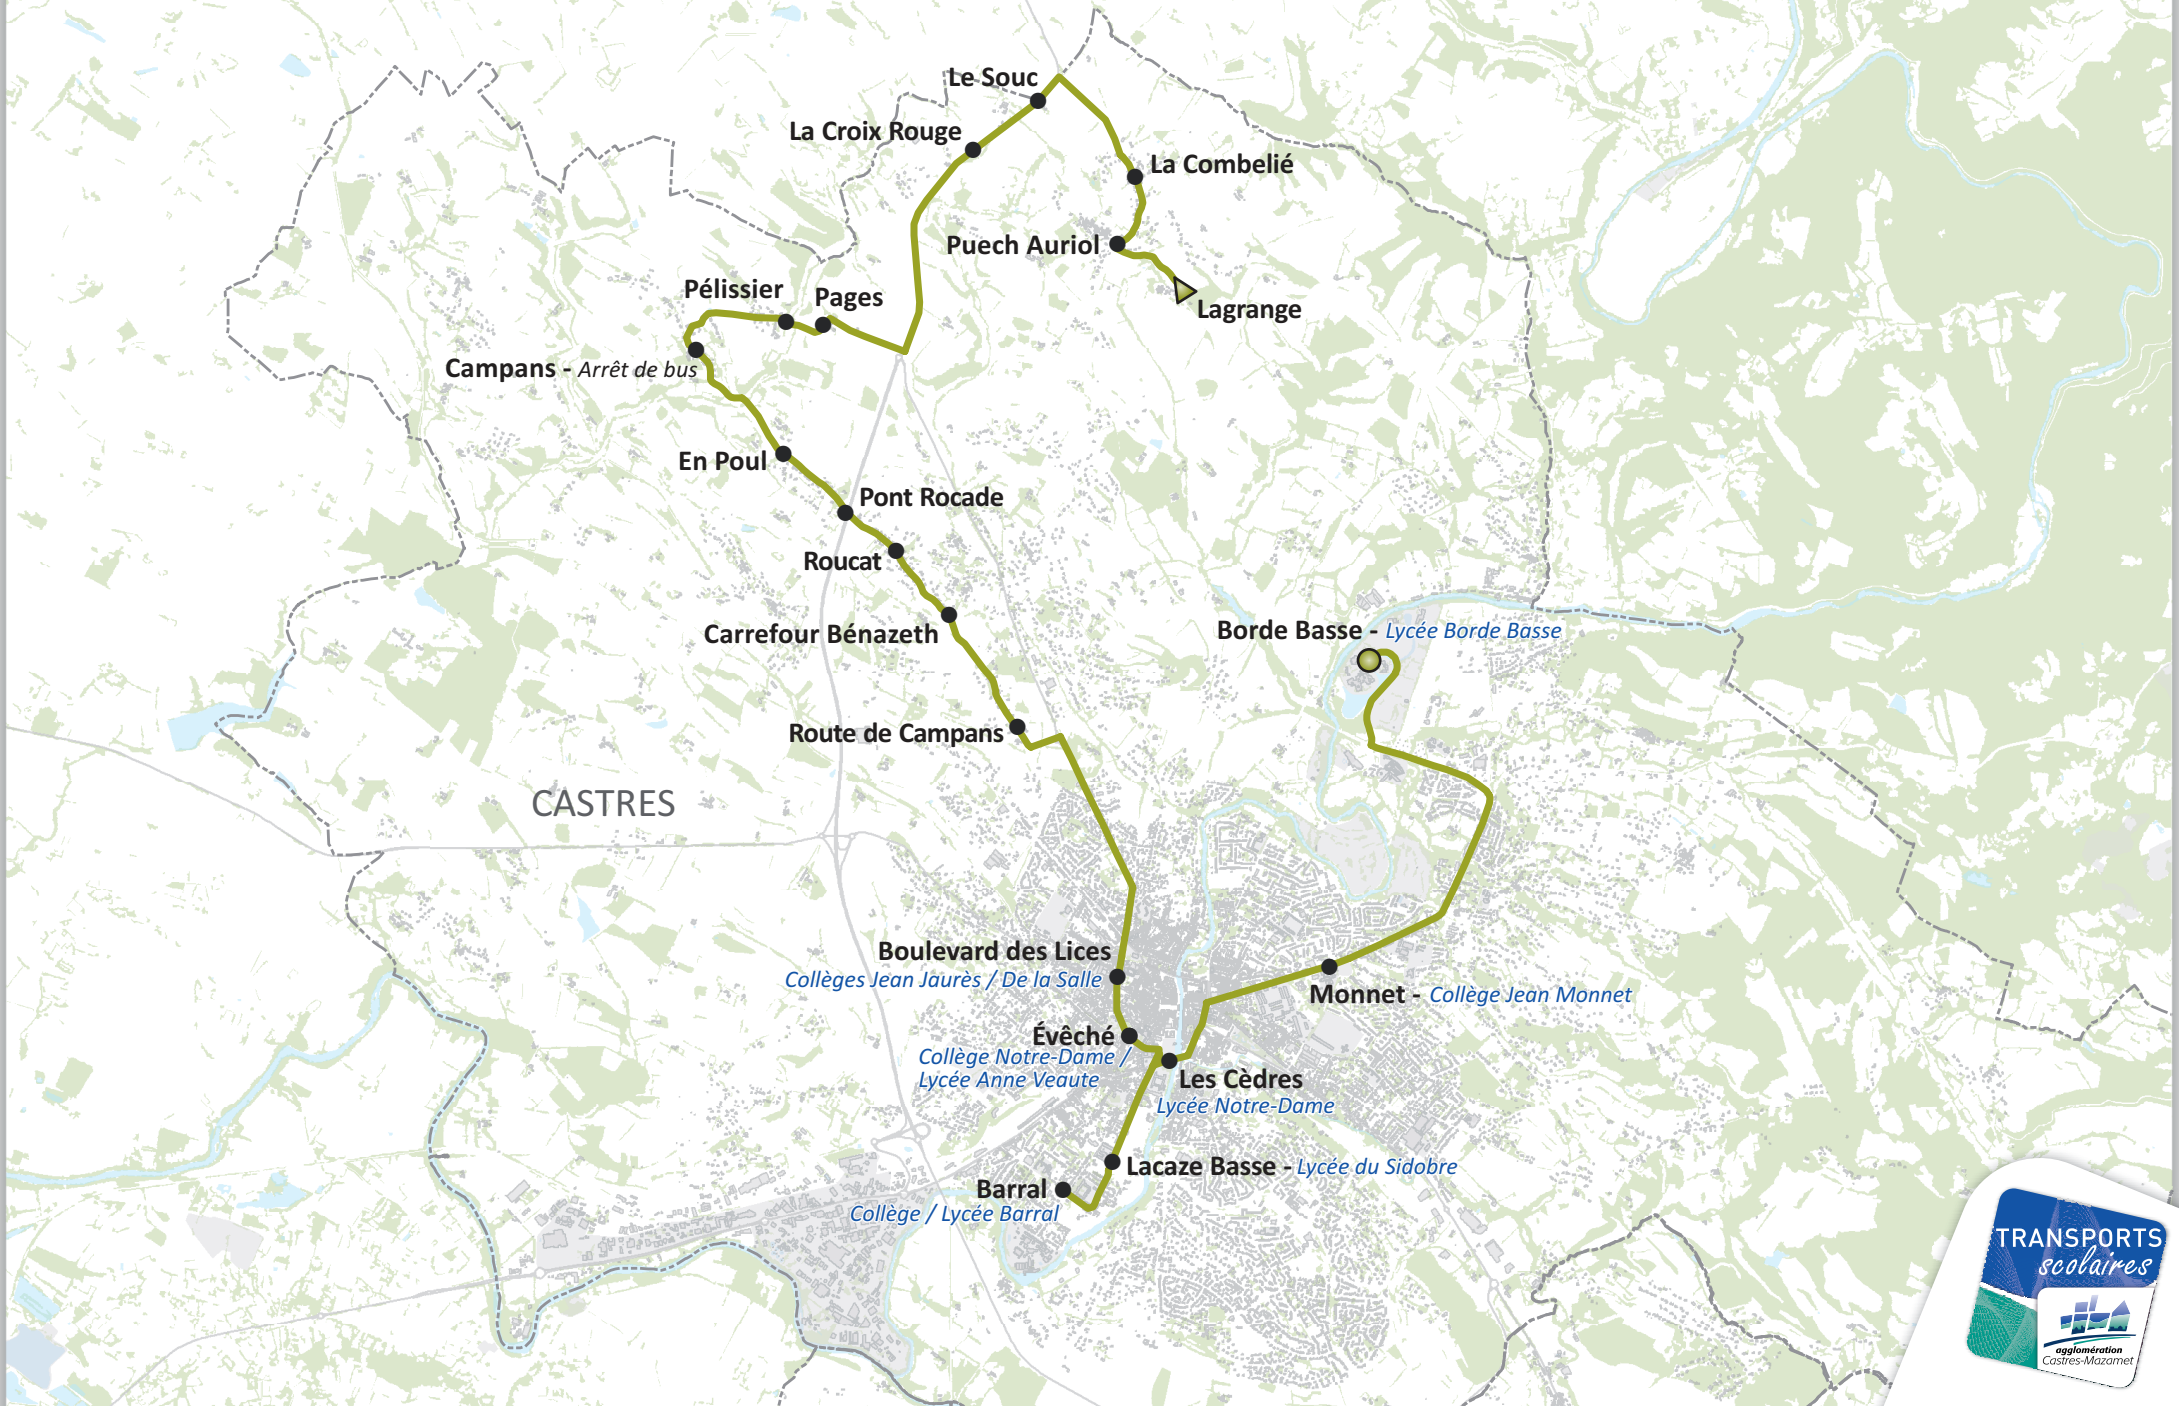 Le Souc
La Croix Rouge
La Combelié
Puech Auriol
Lagrange
Pélissier
Pages
Campans - Arrêt de bus
En Poul
Pont Rocade
Roucat
Carrefour Bénazeth
Borde Basse - Lycée Borde Basse
Route de Campans
CASTRES
Boulevard des Lices
Collèges Jean Jaurès / De la Salle
Monnet - Collège Jean Monnet
Évêché
Collège Notre-Dame /
Lycée Anne Veaute
Les Cèdres
Lycée Notre-Dame
Lacaze Basse - Lycée du Sidobre
Barral
Collège / Lycée Barral
TRANSPORTS
scolaires
agglomération
Castres-Mazamet